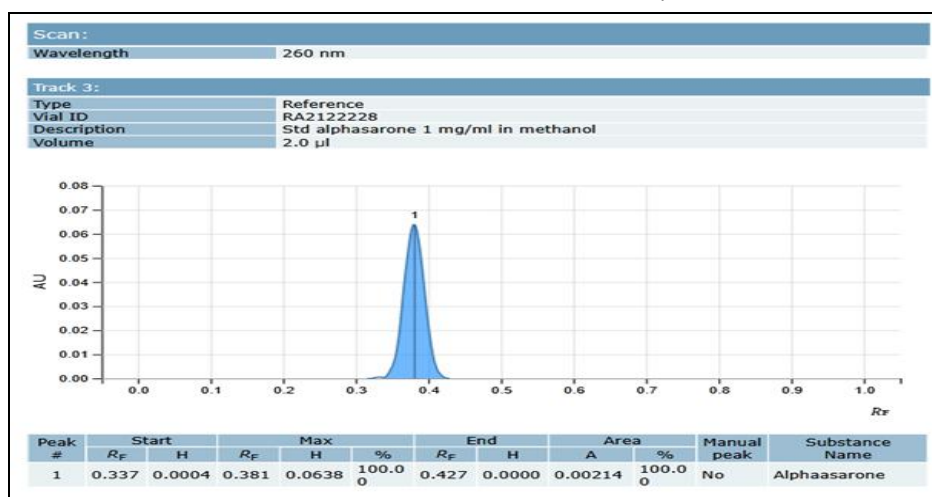 Scan:
Wavelength 260 nm
Track 3:
Type Reference
Vial ID RA2122228
Description Std alphasarone 1 mg/ml in methanol
Volume 2.0 µl
0.08
0.07
0.06
0.05
0.04
0.03
0.02
0.01
0.00
AU
1
0.0 0.1 0.2 0.3 0.4 0.5 0.6 0.7 0.8 0.9 1.0
RF
Peak # Start Max End Area Manual peak Substance Name
RF H RF H % RF H A %
1 0.337 0.0004 0.381 0.0638 100.00 0.427 0.0000 0.00214 100.00 No Alphaasarone